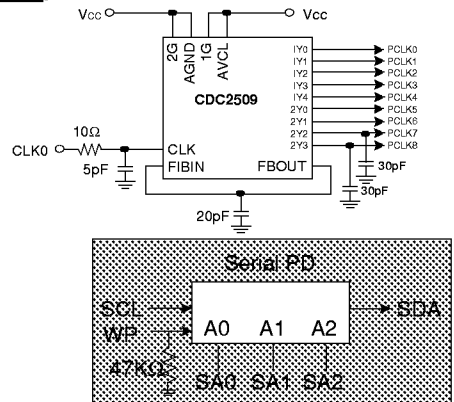 Vcc Vcc
2G AGND 1G AVCL
CDC2509
1Y0 PCLK0
1Y1 PCLK1
1Y2 PCLK2
1Y3 PCLK3
1Y4 PCLK4
2Y0 PCLK5
2Y1 PCLK6
2Y2 PCLK7
2Y3 PCLK8
10Ω
CLK0 CLK
5pF FIBIN FBOUT 30pF
30pF
20pF
Serial PD
SCL SDA
WP A0 A1 A2
47KΩ SA0 SA1 SA2